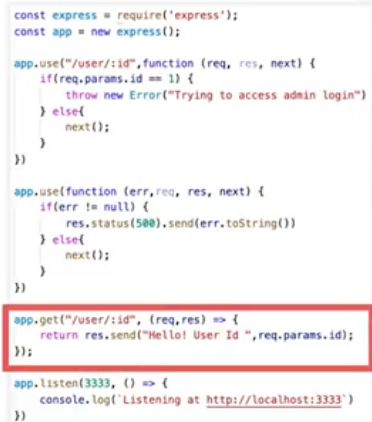 const express = require('express');
const app = new express();
app.use("/user/:id",function (req, res, next) {
if(req.params.id == 1) {
throw new Error("Trying to access admin login")
} else{
next();
}
})
app.use(function (err,req, res, next) {
if(err != null) {
res.status(500).send(err.toString())
} else{
next();
}
})
app.get("/user/:id", (req,res) => {
return res.send("Hello! User Id ",req.params.id);
});
app.listen(3333, () => {
console.log(`Listening at http://localhost:3333`)
})